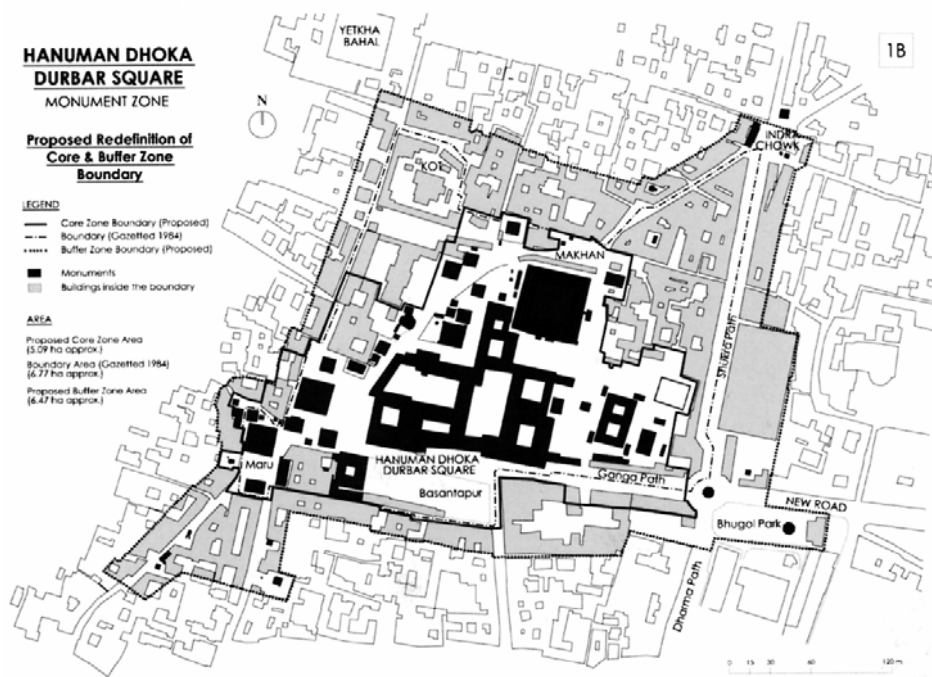 HANUMAN DHOKA
DURBAR SQUARE
MONUMENT ZONE
Proposed Redefinition of
Core & Buffer Zone
Boundary
LEGEND
Core Zone Boundary (Proposed)
Boundary (Gazetted 1984)
Buffer Zone Boundary (Proposed)
Monuments
Buildings inside the boundary
AREA
Proposed Core Zone Area
(5.09 ha approx.)
Boundary Area (Gazetted 1984)
(6.77 ha approx.)
Proposed Buffer Zone Area
(6.47 ha approx.)
YETKHA
BAHAL
1B
N
INDRA
CHOWK
KOT
MAKHAN
Shukra Path
Maru
HANUMAN DHOKA
DURBAR SQUARE
Basantapur
Ganga Path
NEW ROAD
Bhugol Park
Dharma Path
0 15 30 60 120 m